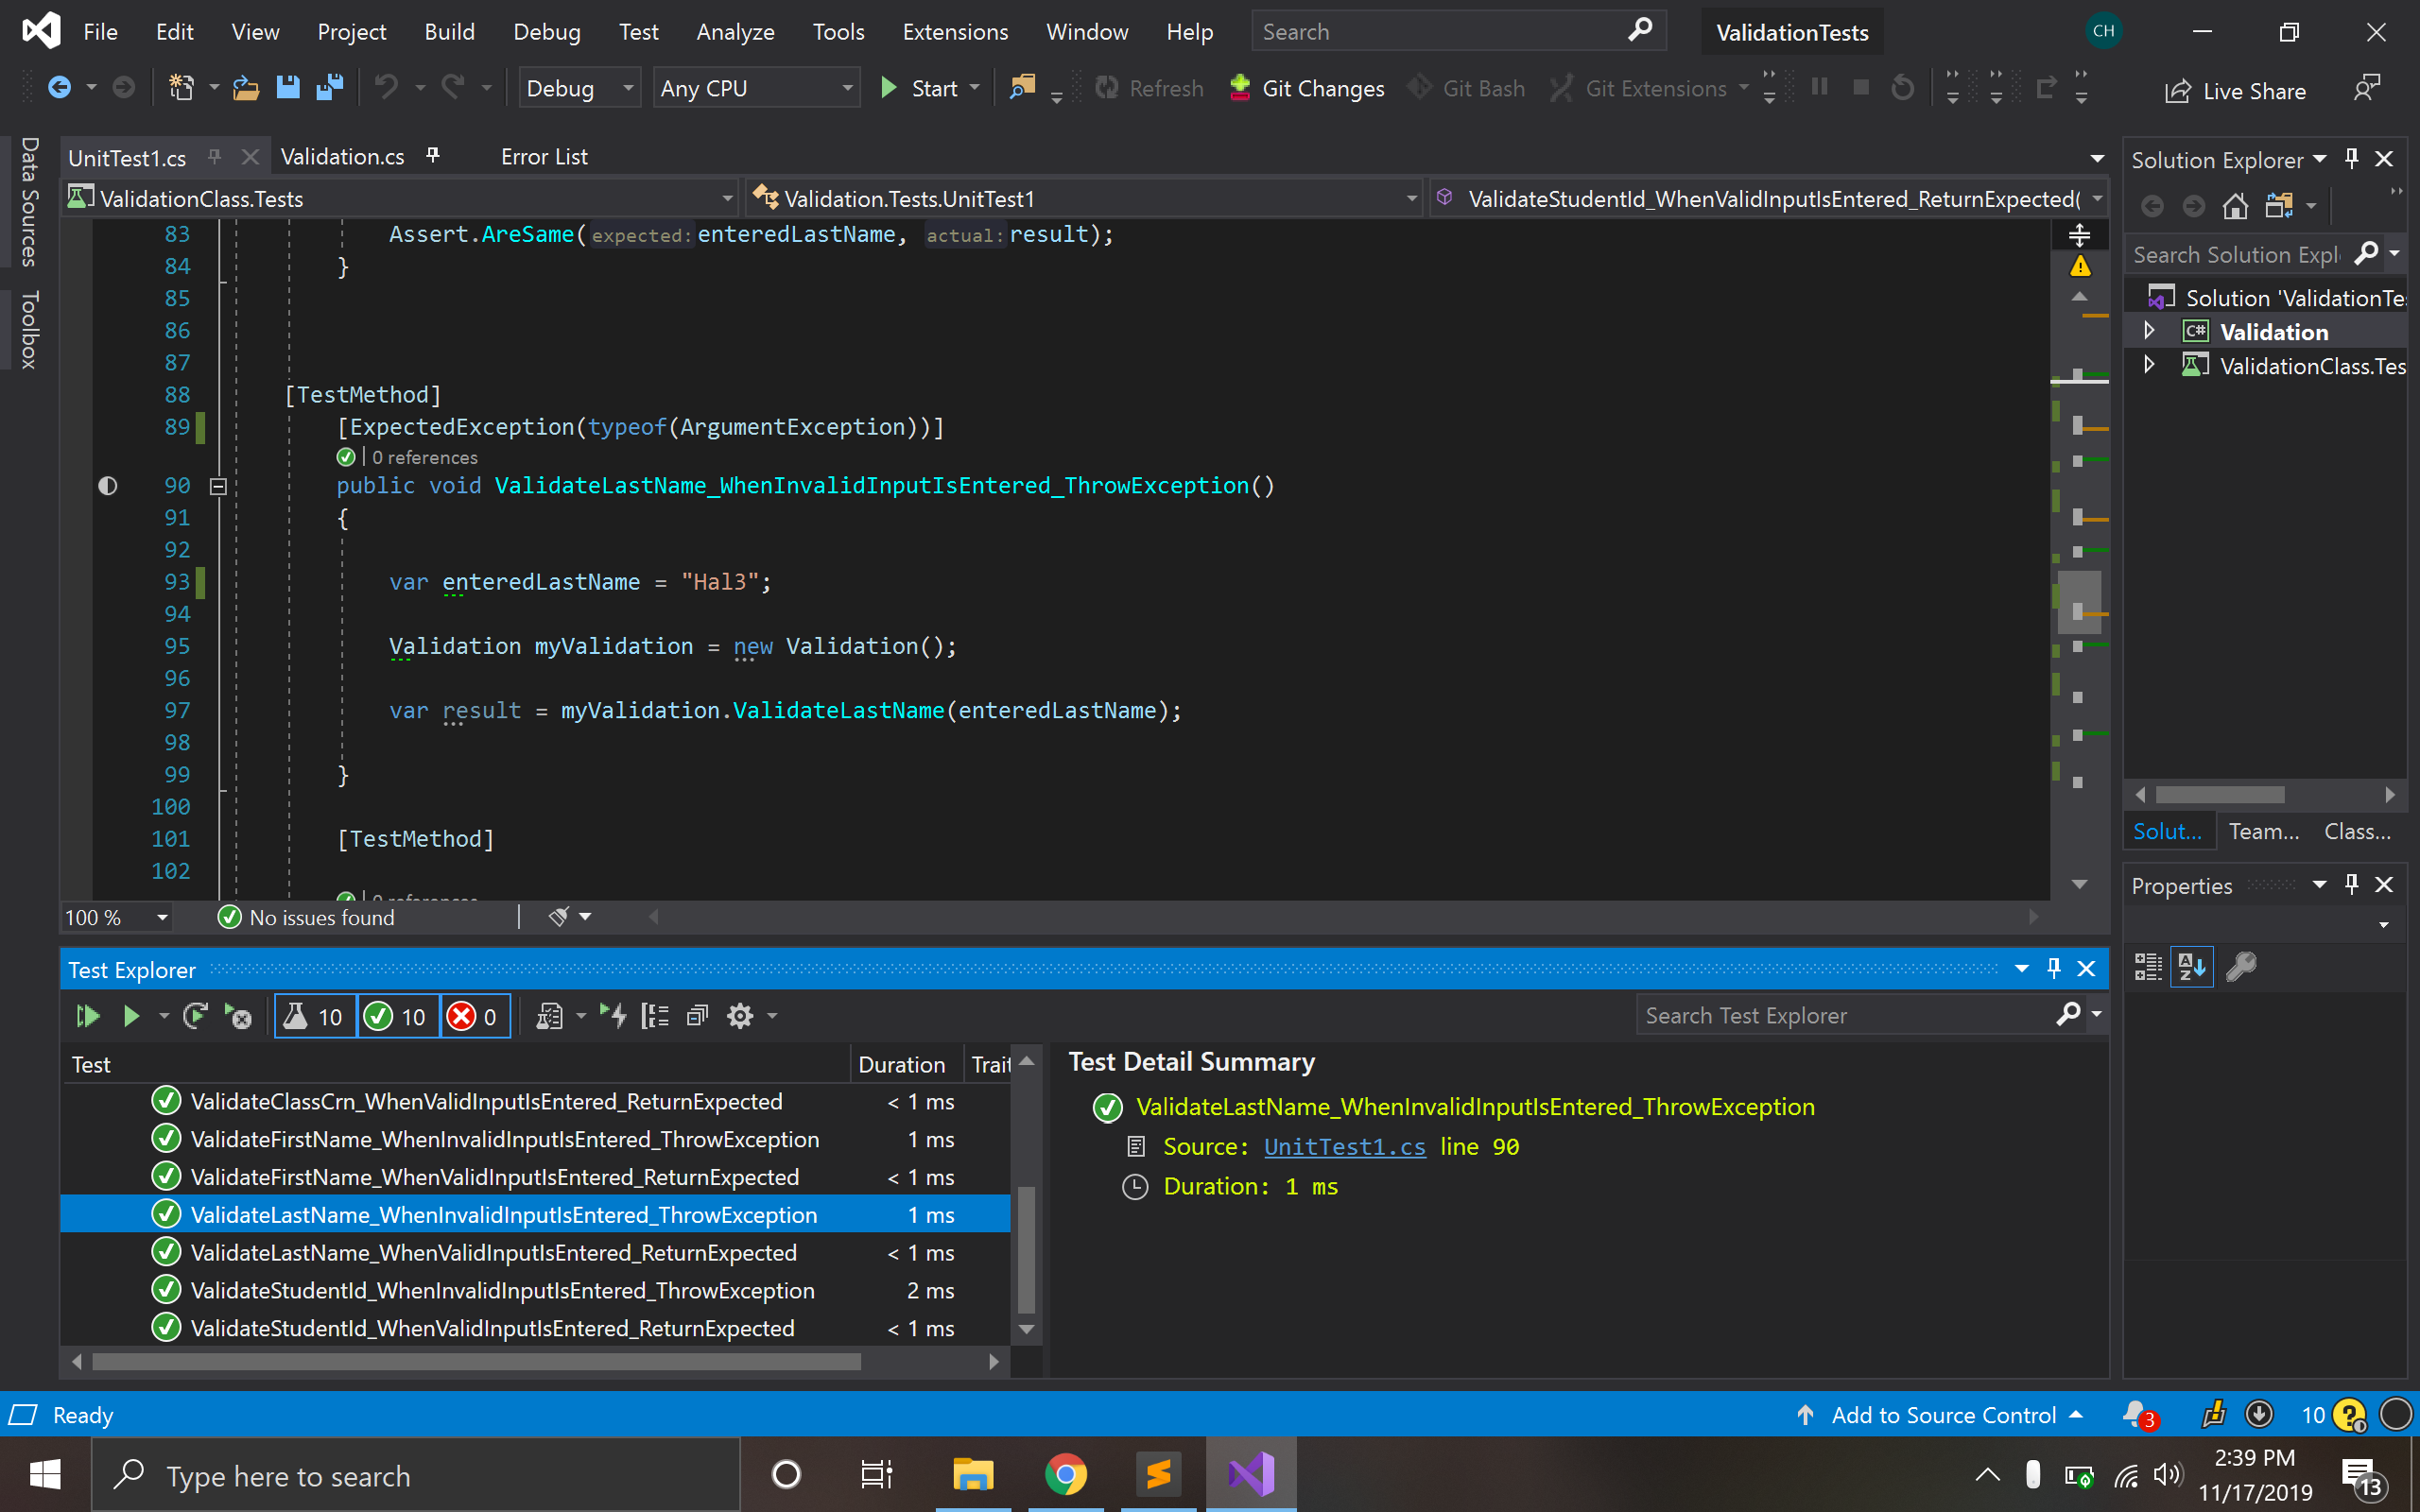 File Edit View Project Build Debug Test Analyze Tools Extensions Window Help Search ValidationTests CH
Debug Any CPU Start Refresh Git Changes Git Bash Git Extensions Live Share
Data Sources
Toolbox
UnitTest1.cs Validation.cs Error List
ValidationClass.Tests Validation.Tests.UnitTest1 ValidateStudentId_WhenValidInputIsEntered_ReturnExpected(
83 Assert.AreSame(expected: enteredLastName, actual: result);
84 }
85
86
87
88 [TestMethod]
89 [ExpectedException(typeof(ArgumentException))]
0 references
90 public void ValidateLastName_WhenInvalidInputIsEntered_ThrowException()
91 {
92
93 var enteredLastName = "Hal3";
94
95 Validation myValidation = new Validation();
96
97 var result = myValidation.ValidateLastName(enteredLastName);
98
99 }
100
101 [TestMethod]
102
0 references
100 % No issues found
Solution Explorer
Search Solution Expl
Solution 'ValidationTe
C# Validation
ValidationClass.Tes
Solut... Team... Class...
Properties
Test Explorer
10 10 0 Search Test Explorer
Test Duration Trait
ValidateClassCrn_WhenValidInputIsEntered_ReturnExpected < 1 ms
ValidateFirstName_WhenInvalidInputIsEntered_ThrowException 1 ms
ValidateFirstName_WhenValidInputIsEntered_ReturnExpected < 1 ms
ValidateLastName_WhenInvalidInputIsEntered_ThrowException 1 ms
ValidateLastName_WhenValidInputIsEntered_ReturnExpected < 1 ms
ValidateStudentId_WhenInvalidInputIsEntered_ThrowException 2 ms
ValidateStudentId_WhenValidInputIsEntered_ReturnExpected < 1 ms
Test Detail Summary
ValidateLastName_WhenInvalidInputIsEntered_ThrowException
Source: UnitTest1.cs line 90
Duration: 1 ms
Ready Add to Source Control 3 10
Type here to search
2:39 PM
11/17/2019
13